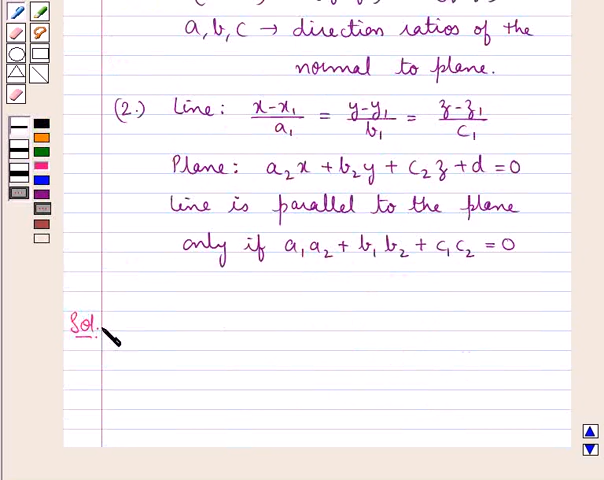 a, b, c → direction ratios of the
normal to plane.
(2.) Line: (x-x₁)/a₁ = (y-y₁)/b₁ = (z-z₁)/c₁
Plane: a₂x + b₂y + c₂z + d = 0
Line is parallel to the plane
only if a₁a₂ + b₁b₂ + c₁c₂ = 0
Sol.